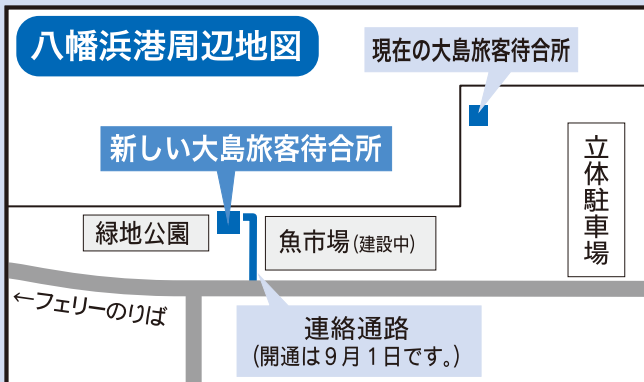 八幡浜港周辺地図
現在の大島旅客待合所
新しい大島旅客待合所
立体駐車場
緑地公園
魚市場(建設中)
←フェリーのりば
連絡通路
(開通は9月1日です。)